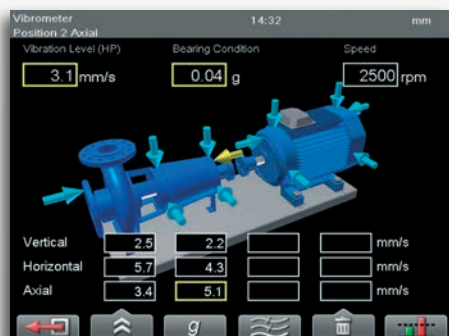 Vibrometer 14:32 mm
Position 2 Axial
Vibration Level (HP) Bearing Condition Speed
3.1 mm/s 0.04 g 2500 rpm
Vertical 2.5 2.2 mm/s
Horizontal 5.7 4.3 mm/s
Axial 3.4 5.1 mm/s
g